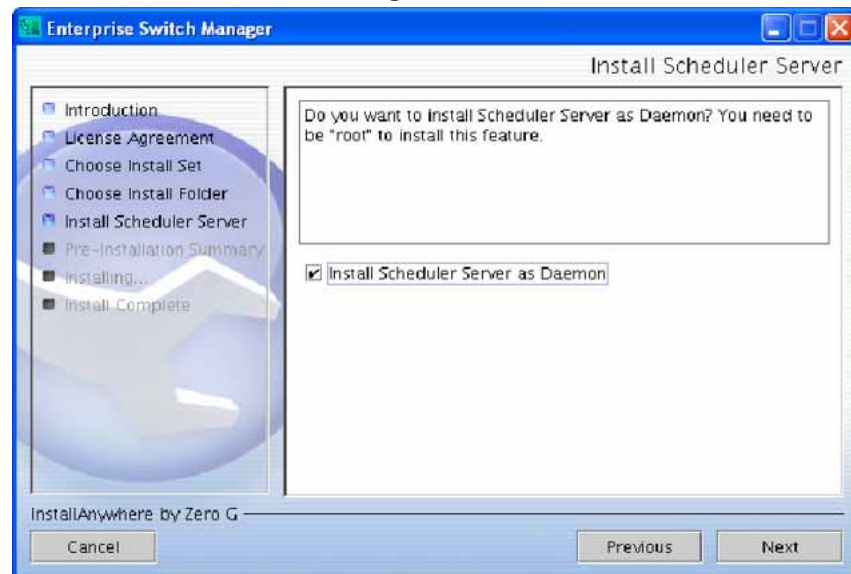 Enterprise Switch Manager
Install Scheduler Server
Introduction
License Agreement
Choose Install Set
Choose Install Folder
Install Scheduler Server
Pre-Installation Summary
Installing...
Install Complete
Do you want to install Scheduler Server as Daemon? You need to
be "root" to install this feature.
Install Scheduler Server as Daemon
InstallAnywhere by Zero G
Cancel
Previous
Next